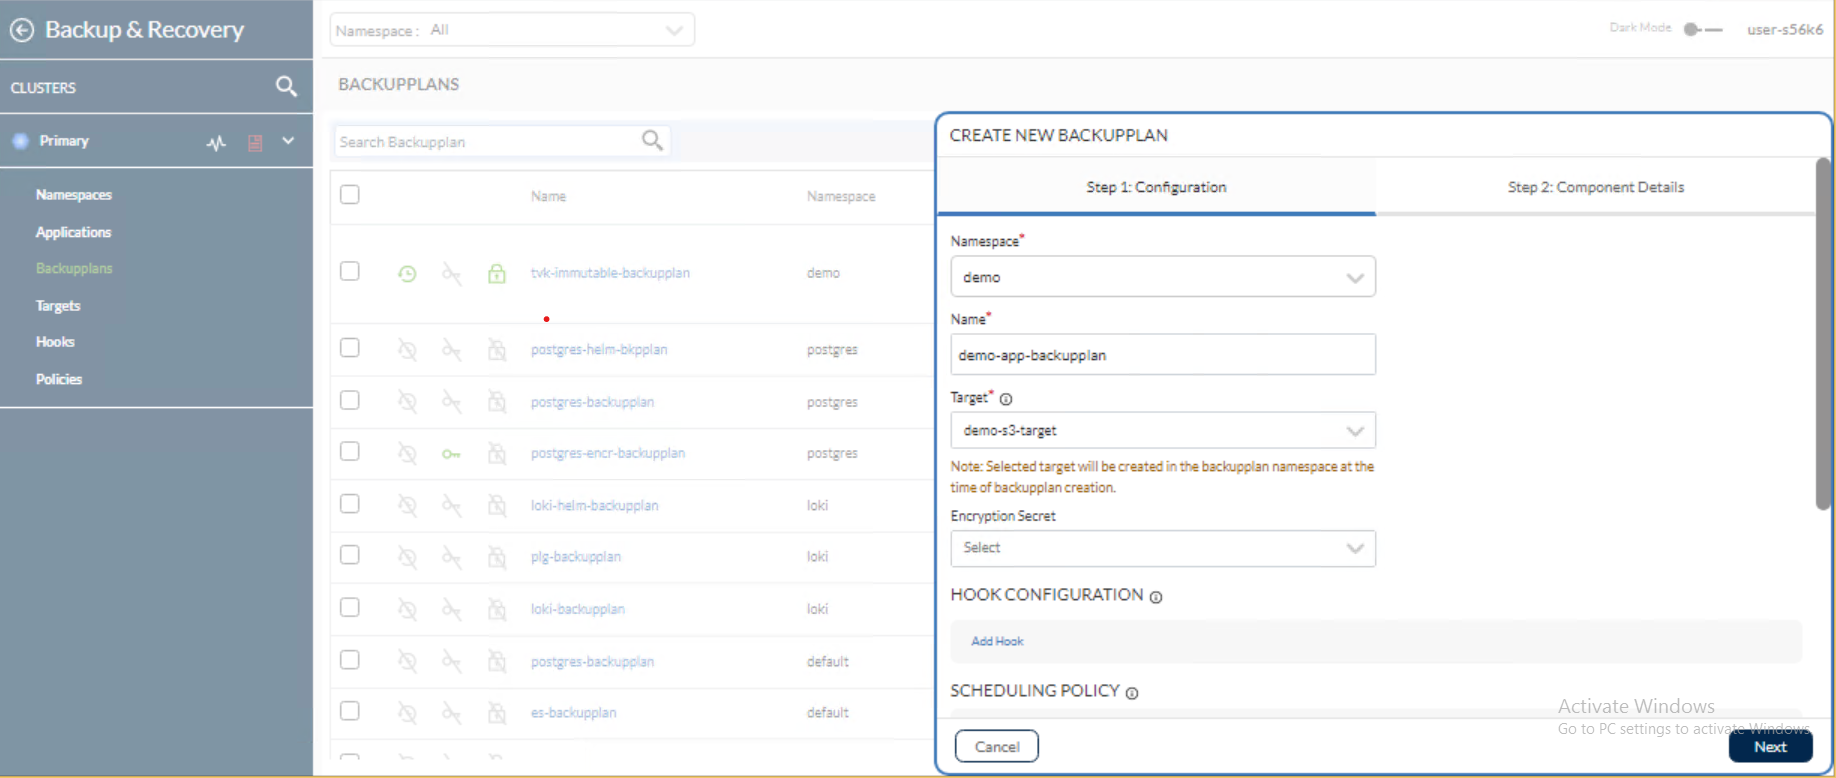 Backup & Recovery
Namespace : All
Dark Mode
user-s56k6
CLUSTERS
BACKUPPLANS
Primary
Search Backupplan
Namespaces
Applications
Backupplans
Targets
Hooks
Policies
Name Namespace
tvk-immutable-backupplan demo
postgres-helm-bkpplan postgres
postgres-backupplan postgres
postgres-encr-backupplan postgres
loki-helm-backupplan loki
plg-backupplan loki
loki-backupplan loki
postgres-backupplan default
es-backupplan default
CREATE NEW BACKUPPLAN
Step 1: Configuration Step 2: Component Details
Namespace*
demo
Name*
demo-app-backupplan
Target*
demo-s3-target
Note: Selected target will be created in the backupplan namespace at the
time of backupplan creation.
Encryption Secret
Select
HOOK CONFIGURATION
Add Hook
SCHEDULING POLICY
Activate Windows
Go to PC settings to activate Windows.
Cancel Next